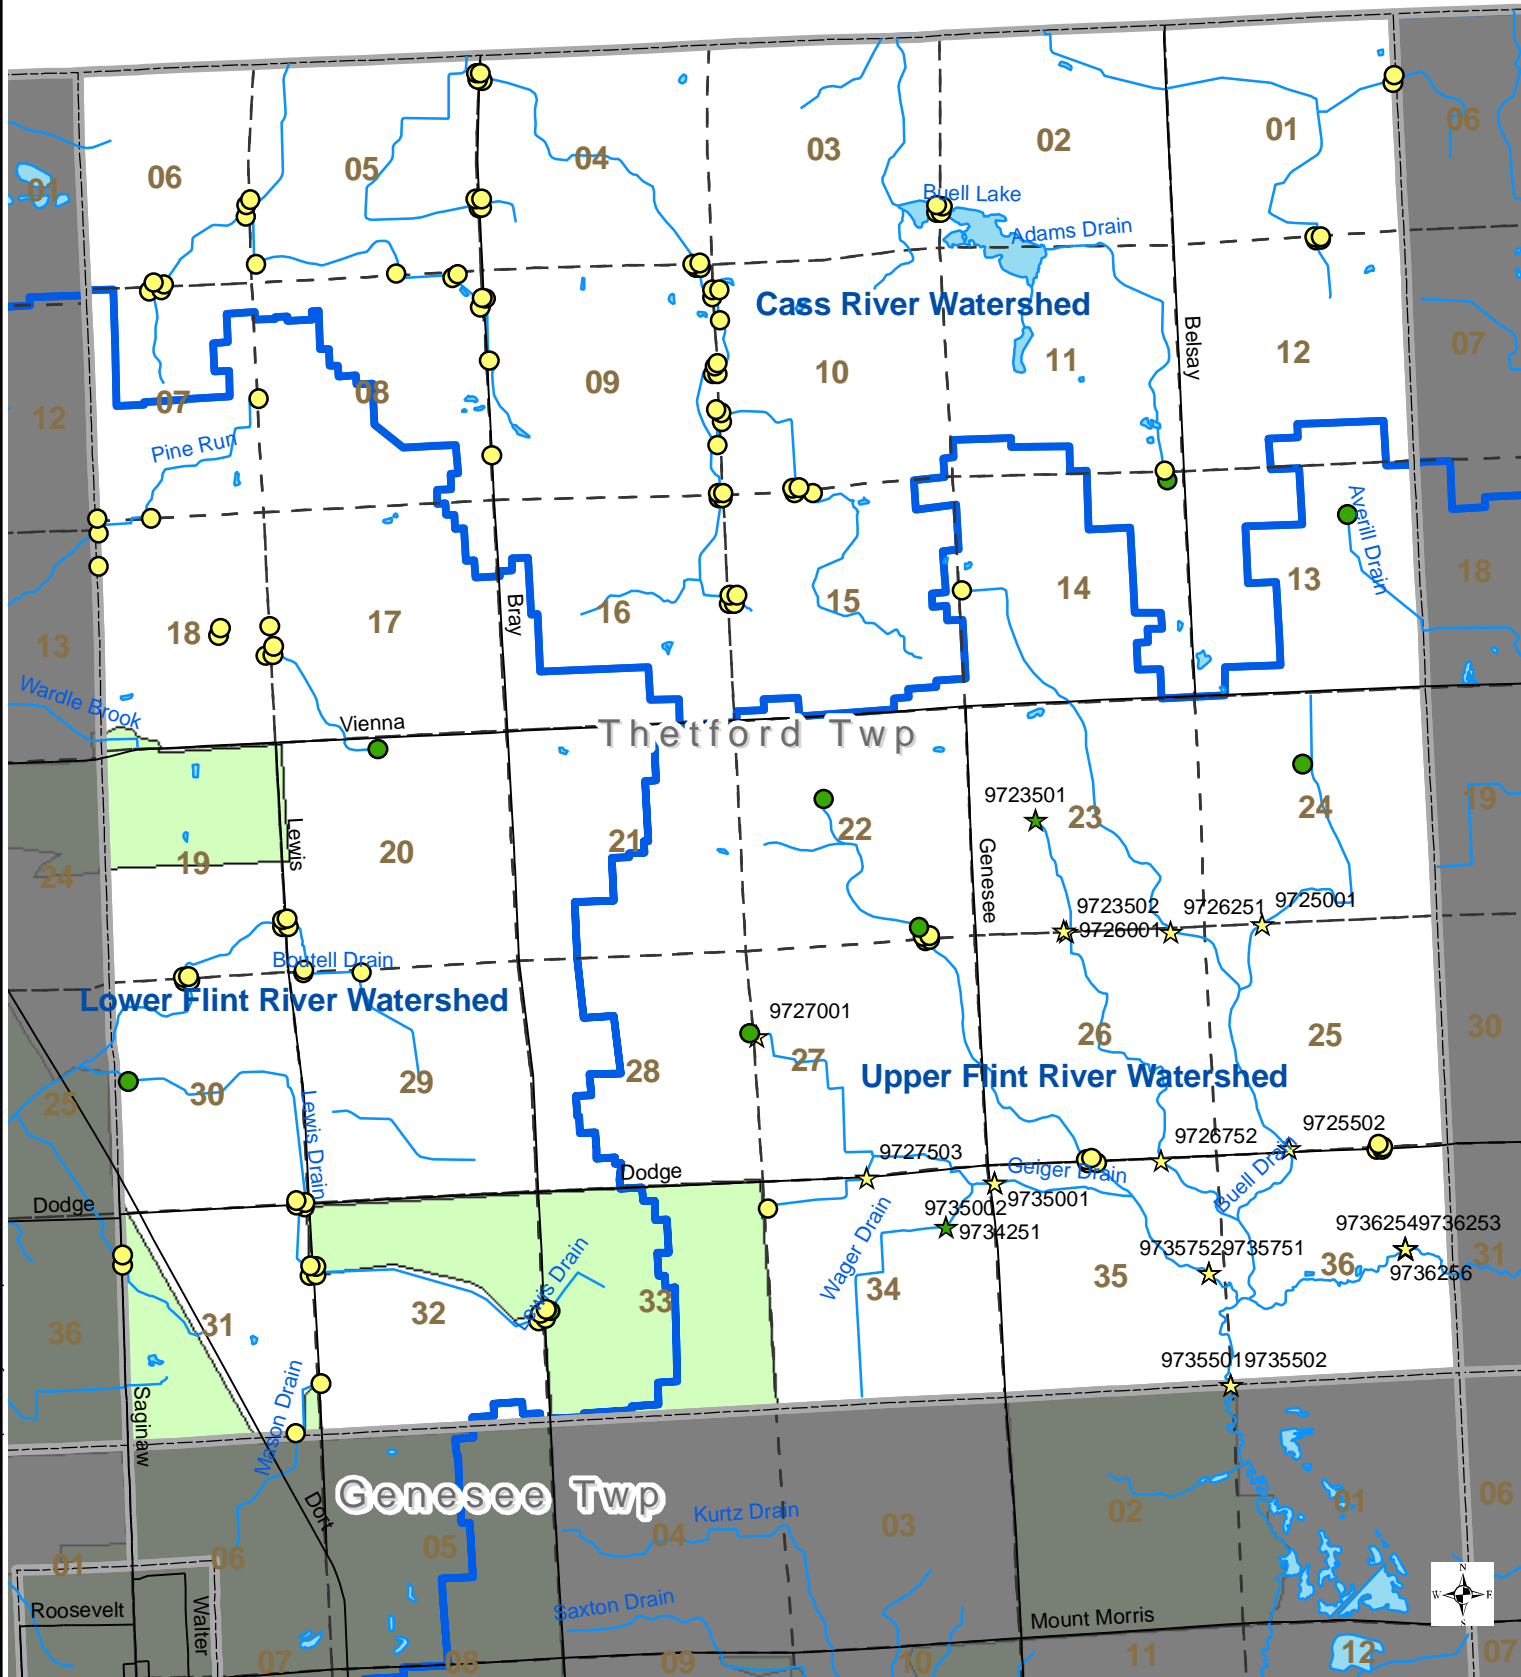 06
05
04
03
02
01
06
01
Buell Lake
Adams Drain
Cass River Watershed
Belsay
12
07
08
09
10
11
12
07
Pine Run
Averill Drain
13
18
17
Bray
16
15
14
13
18
Wardle Brook
Vienna
Thetford Twp
24
19
Lewis
20
21
22
Genesee
9723501
23
24
19
9723502
9726251
9725001
9726001
Boutell Drain
Lower Flint River Watershed
9727001
25
30
Lewis Drain
29
28
27
26
25
30
Upper Flint River Watershed
9727503
9726752
9725502
Dodge
Dodge
Geiger Drain
Buell Drain
9735002
9735001
9734251
Wager Drain
9735752
9735751
9736254
9736253
9736256
36
31
32
Lewis Drain
33
34
35
36
31
9735501
9735502
Saginaw
Mason Drain
Dort
Genesee Twp
Kurtz Drain
01
06
05
04
03
02
01
06
Roosevelt
Walter
Saxton Drain
Mount Morris
07
08
09
10
11
12
07
N
W
E
S